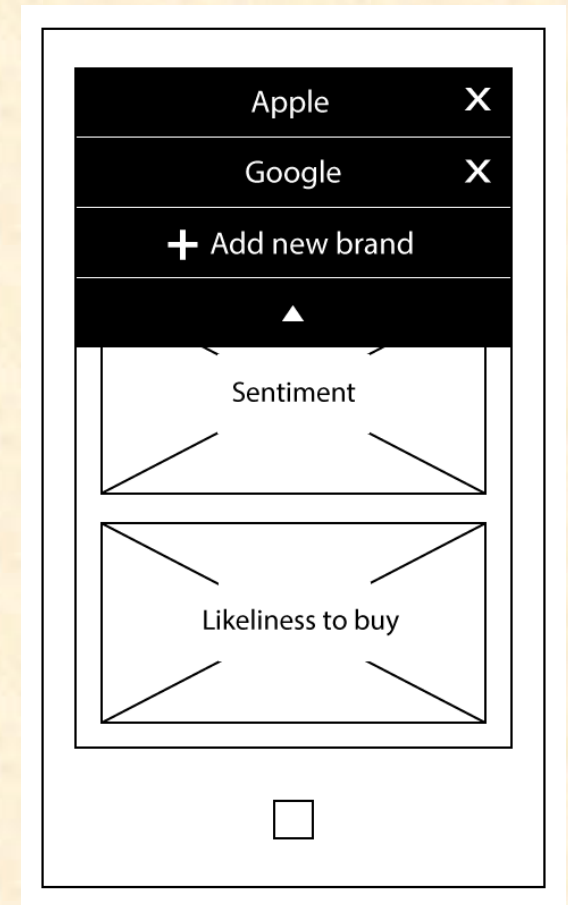 Apple X
Google X
+ Add new brand
Sentiment
Likeliness to buy